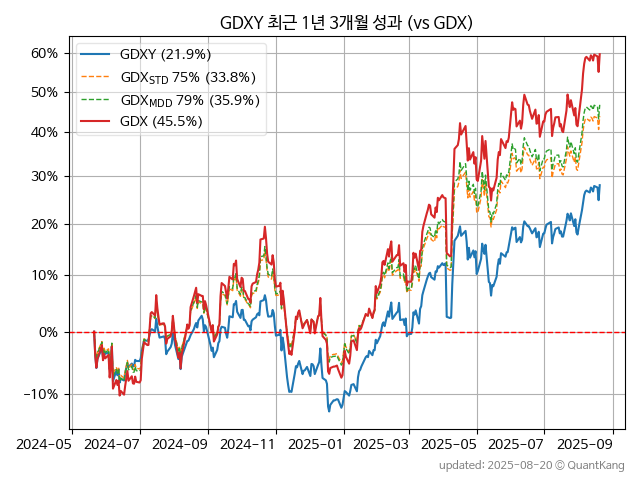 GDXY 최근 1년 3개월 성과 (vs GDX)
60%
50%
40%
30%
20%
10%
0%
−10%
GDXY (21.9%)
GDX_STD 75% (33.8%)
GDX_MDD 79% (35.9%)
GDX (45.5%)
2024-05 2024-07 2024-09 2024-11 2025-01 2025-03 2025-05 2025-07 2025-09
updated: 2025-08-20 © QuantKang